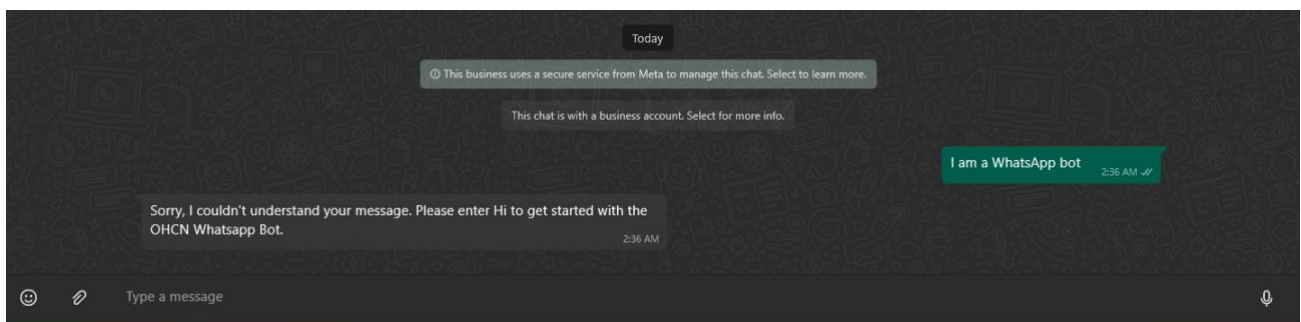 Today
This business uses a secure service from Meta to manage this chat. Select to learn more.
This chat is with a business account. Select for more info.
I am a WhatsApp bot
2:36 AM
Sorry, I couldn't understand your message. Please enter Hi to get started with the
OHCN Whatsapp Bot.
2:36 AM
Type a message